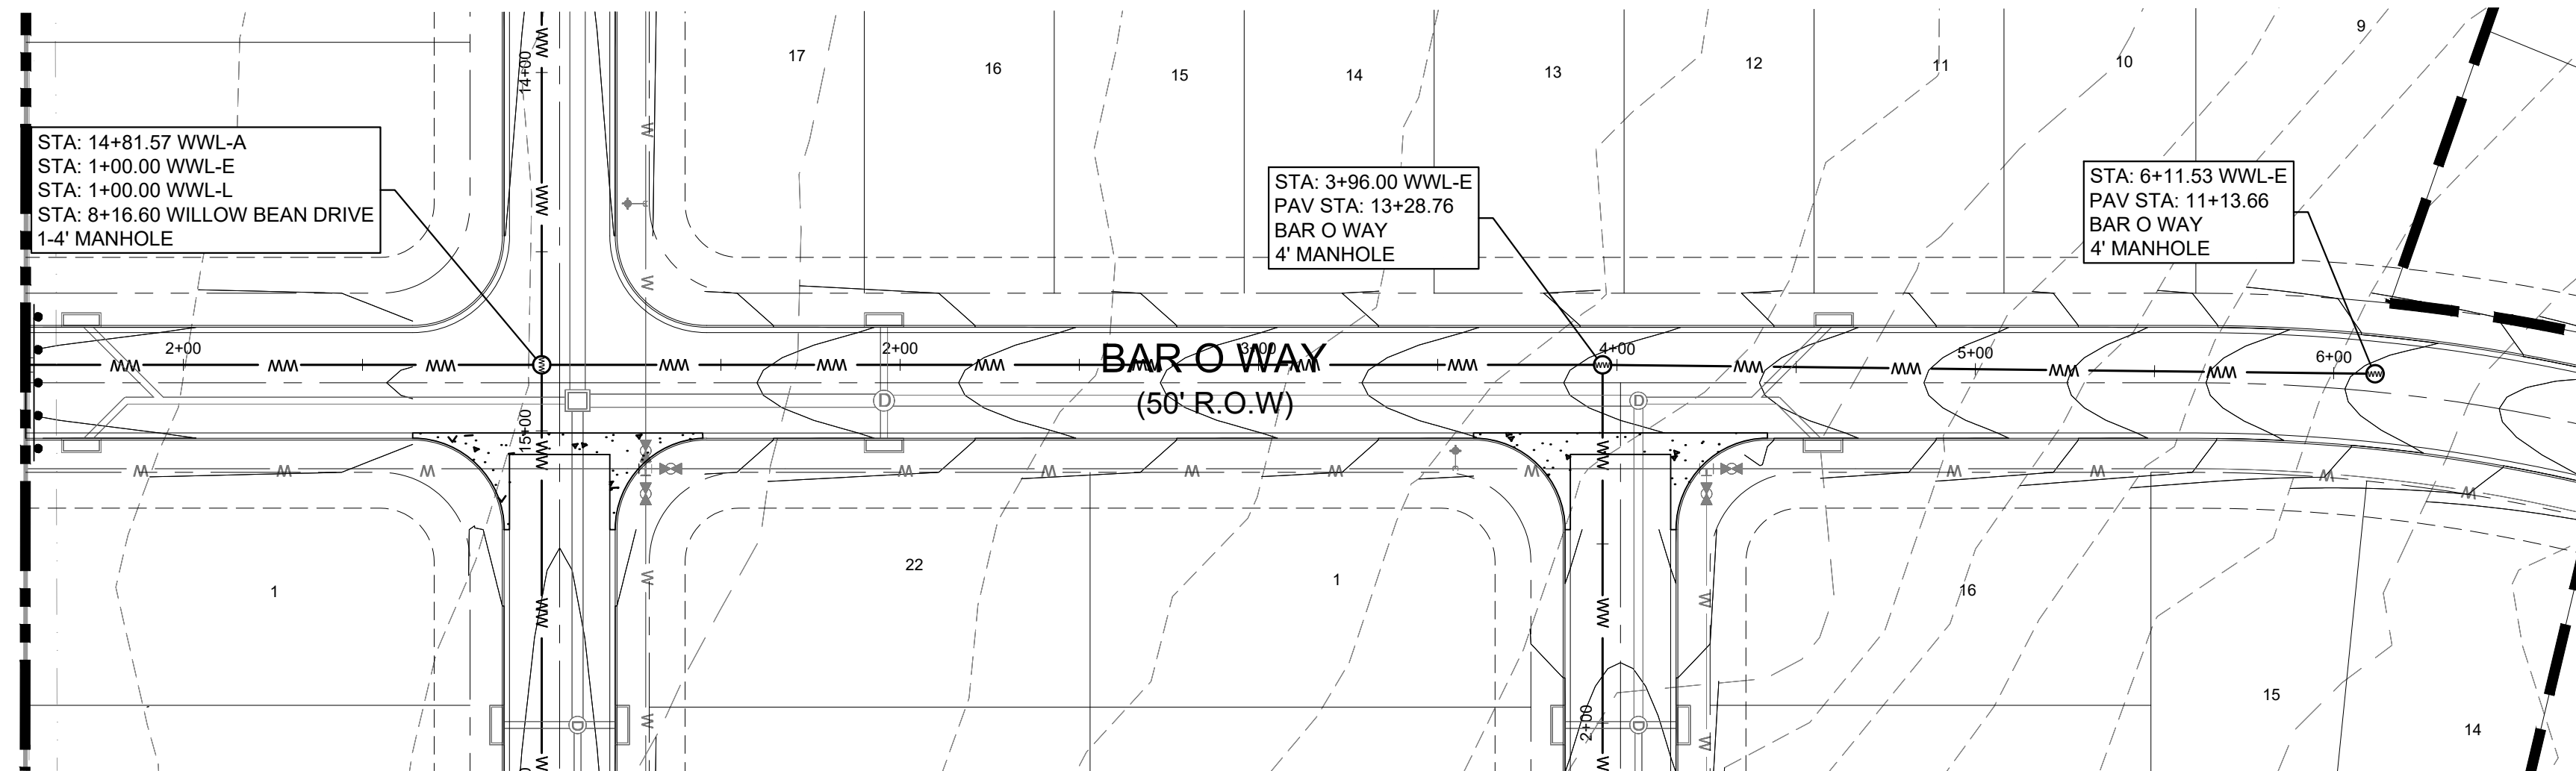 17
16
15
14
13
12
11
10
9
14+00
STA: 14+81.57 WWL-A
STA: 1+00.00 WWL-E
STA: 1+00.00 WWL-L
STA: 8+16.60 WILLOW BEAN DRIVE
1-4' MANHOLE
STA: 3+96.00 WWL-E
PAV STA: 13+28.76
BAR O WAY
4' MANHOLE
STA: 6+11.53 WWL-E
PAV STA: 11+13.66
BAR O WAY
4' MANHOLE
2+00
2+00
3+00
4+00
5+00
6+00
BAR O WAY
(50' R.O.W)
D
D
15+00
1
22
1
16
15
14
2+00
D
D